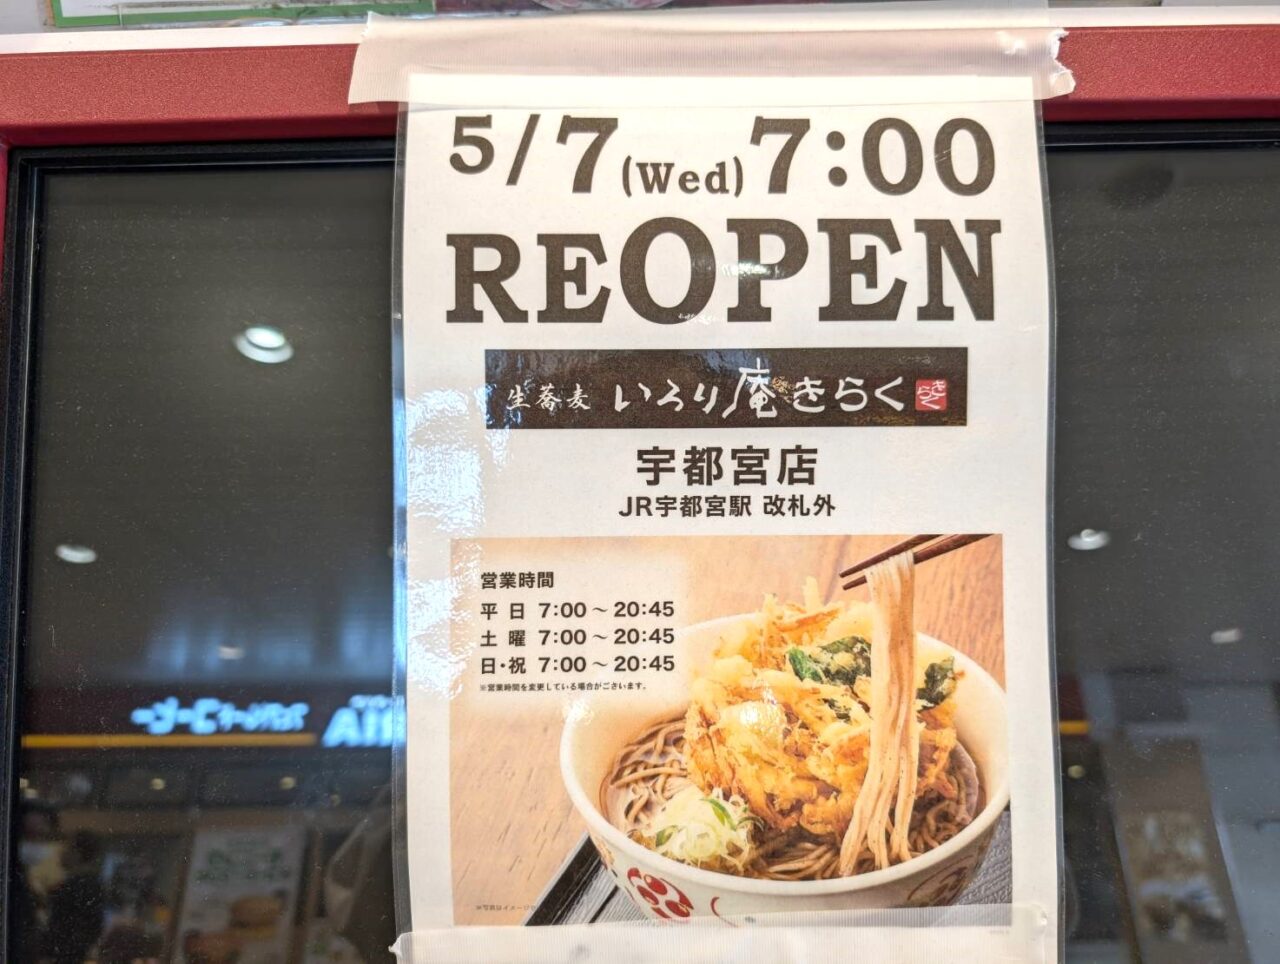 5/7(Wed)7:00
REOPEN
生蕎麦 いろり庵きらく
きらく
宇都宮店
JR宇都宮駅 改札外
営業時間
平 日 7:00～20:45
土 曜 7:00～20:45
日・祝 7:00～20:45
※営業時間を変更している場合がございます。